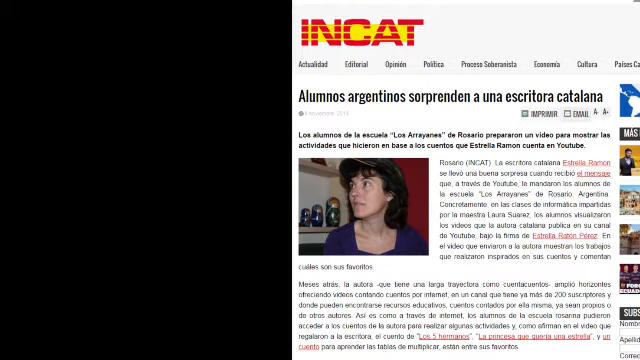 INCAT
Actualidad Editorial Opinión Política Proceso Soberanista Economía Cultura Países Ca
Alumnos argentinos sorprenden a una escritora catalana
IMPRIMIR EMAIL A- A+
Los alumnos de la escuela "Los Arrayanes" de Rosario prepararon un video para mostrar las
actividades que hicieron en base a los cuentos que Estrella Ramon cuenta en Youtube.
Rosario (INCAT) La escritora catalana Estrella Ramon
se llevó una buena sorpresa cuando recibió el mensaje
que, a través de Youtube, le mandaron los alumnos de
la escuela "Los Arrayanes" de Rosario, Argentina.
Concretamente, en las clases de informática impartidas
por la maestra Laura Suarez, los alumnos visualizaron
los videos que la autora catalana publica en su canal
de Youtube, bajo la firma de Estrella Ratón Pérez. En
el video que enviaron a la autora muestran los trabajos
que realizaron inspirados en sus cuentos y comentan
cuáles son sus favoritos.
Meses atrás, la autora -que tiene una larga trayectoria como cuentacuentos- amplió horizontes
ofreciendo videos contando cuentos por internet, en un canal que tiene ya más de 200 suscriptores y
donde pueden encontrarse recursos educativos, cuentos contados por ella misma, ya sean propios o
de otros autores. Así es como a través de internet, los alumnos de la escuela rosarina pudieron
acceder a los cuentos de la autora para realizar algunas actividades y, como afirman en el video que
regalaron a la escritora, el cuento de "Los 5 hermanos", "La princesa que quería una estrella", y un
cuento para aprender las tablas de multiplicar, están entre sus favoritos.
MÁS
SUBS
Nombre
Apellido
Correo